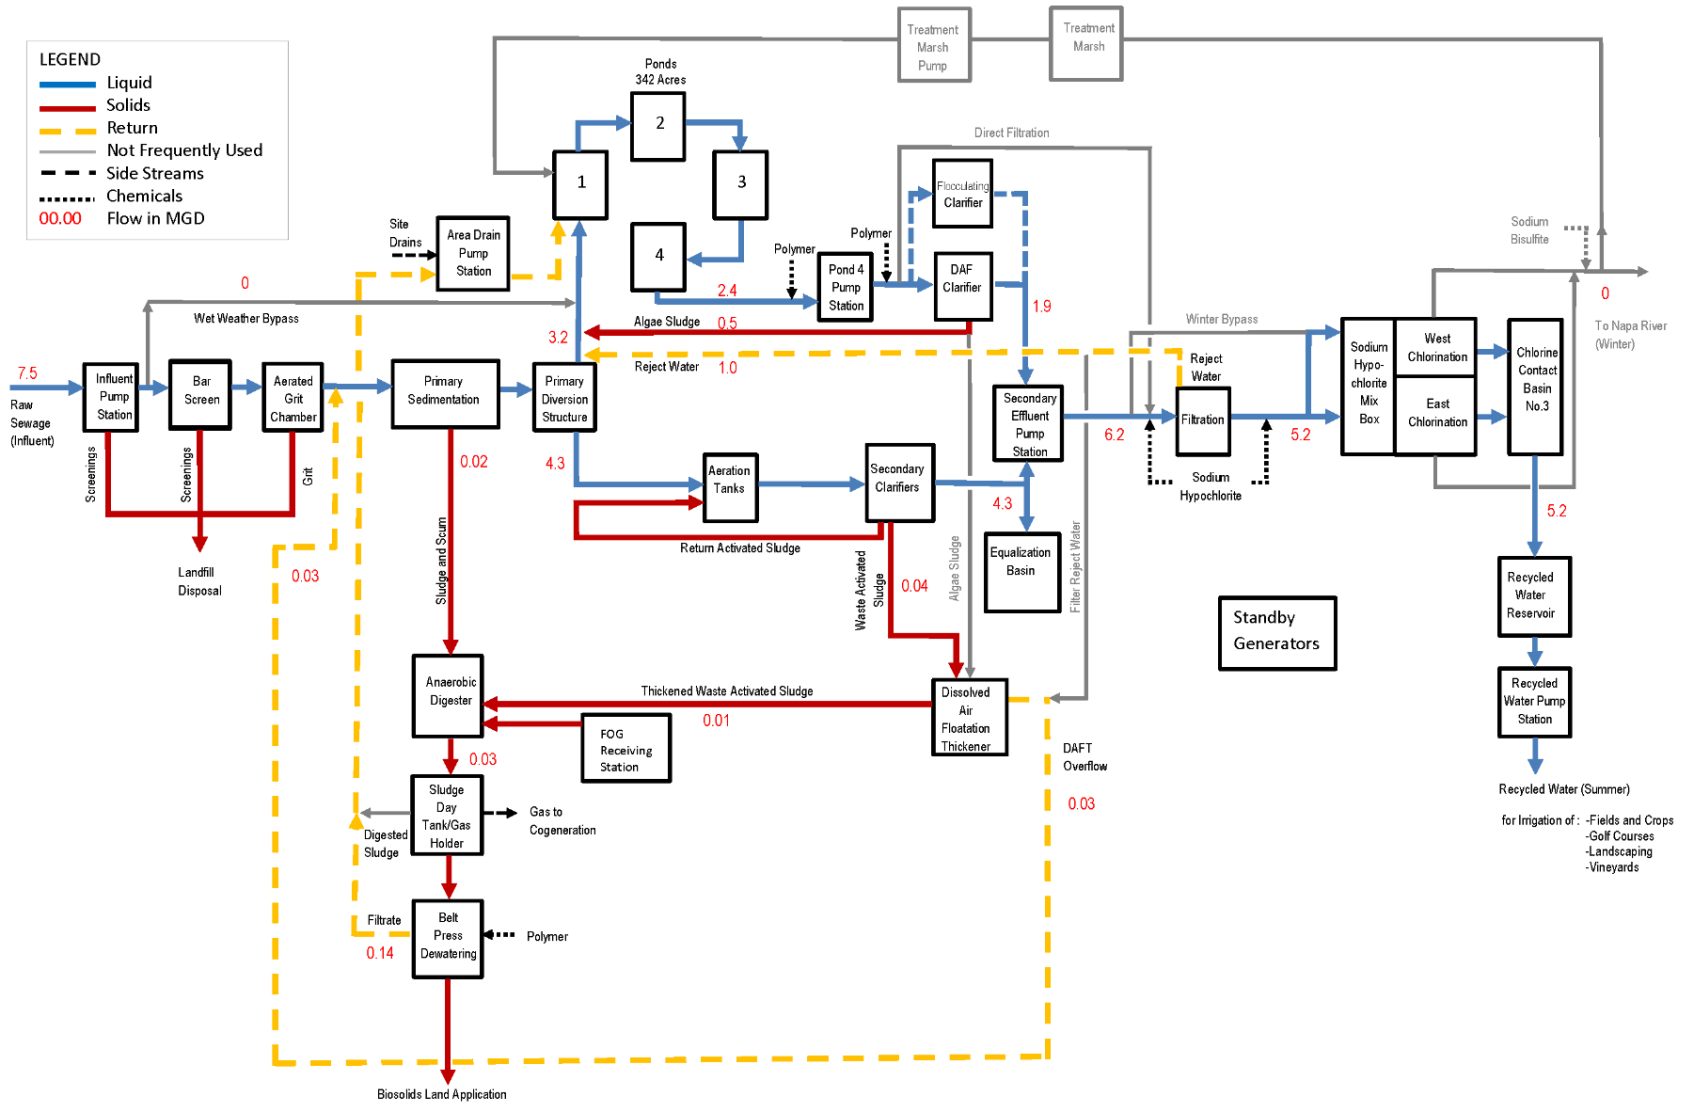 LEGEND
Liquid
Solids
Return
Not Frequently Used
Side Streams
Chemicals
00.00 Flow in MGD
Treatment
Marsh
Pump
Treatment
Marsh
Ponds
342 Acres
1
2
3
4
Site
Drains
Area Drain
Pump
Station
0
Wet Weather Bypass
Polymer
2.4
Polymer
Pond 4
Pump
Station
Direct Filtration
Flocculating
Clarifier
DAF
Clarifier
1.9
Algae Sludge 0.5
3.2
Reject Water 1.0
7.5
Raw
Sewage
(Influent)
Influent
Pump
Station
Bar
Screen
Aerated
Grit
Chamber
Primary
Sedimentation
Primary
Diversion
Structure
Screenings
Screenings
Grit
Landfill
Disposal
0.03
0.02
Sludge and Scum
4.3
Aeration
Tanks
Secondary
Clarifiers
Return Activated Sludge
Waste Activated
Sludge
0.04
Algae Sludge
4.3
Secondary
Effluent
Pump
Station
Equalization
Basin
Filter Reject Water
6.2
Winter Bypass
Reject
Water
Filtration
5.2
Sodium
Hypochlorite
Sodium
Hypo-
chlorite
Mix
Box
West
Chlorination
East
Chlorination
Chlorine
Contact
Basin
No.3
Sodium
Bisulfite
0
To Napa River
(Winter)
5.2
Recycled
Water
Reservoir
Recycled
Water Pump
Station
Recycled Water (Summer)
for Irrigation of : -Fields and Crops
-Golf Courses
-Landscaping
-Vineyards
Standby
Generators
Anaerobic
Digester
Thickened Waste Activated Sludge
0.01
FOG
Receiving
Station
Dissolved
Air
Floatation
Thickener
DAFT
Overflow
0.03
0.03
Sludge
Day
Tank/Gas
Holder
Digested
Sludge
Gas to
Cogeneration
Filtrate
0.14
Belt
Press
Dewatering
Polymer
Biosolids Land Application